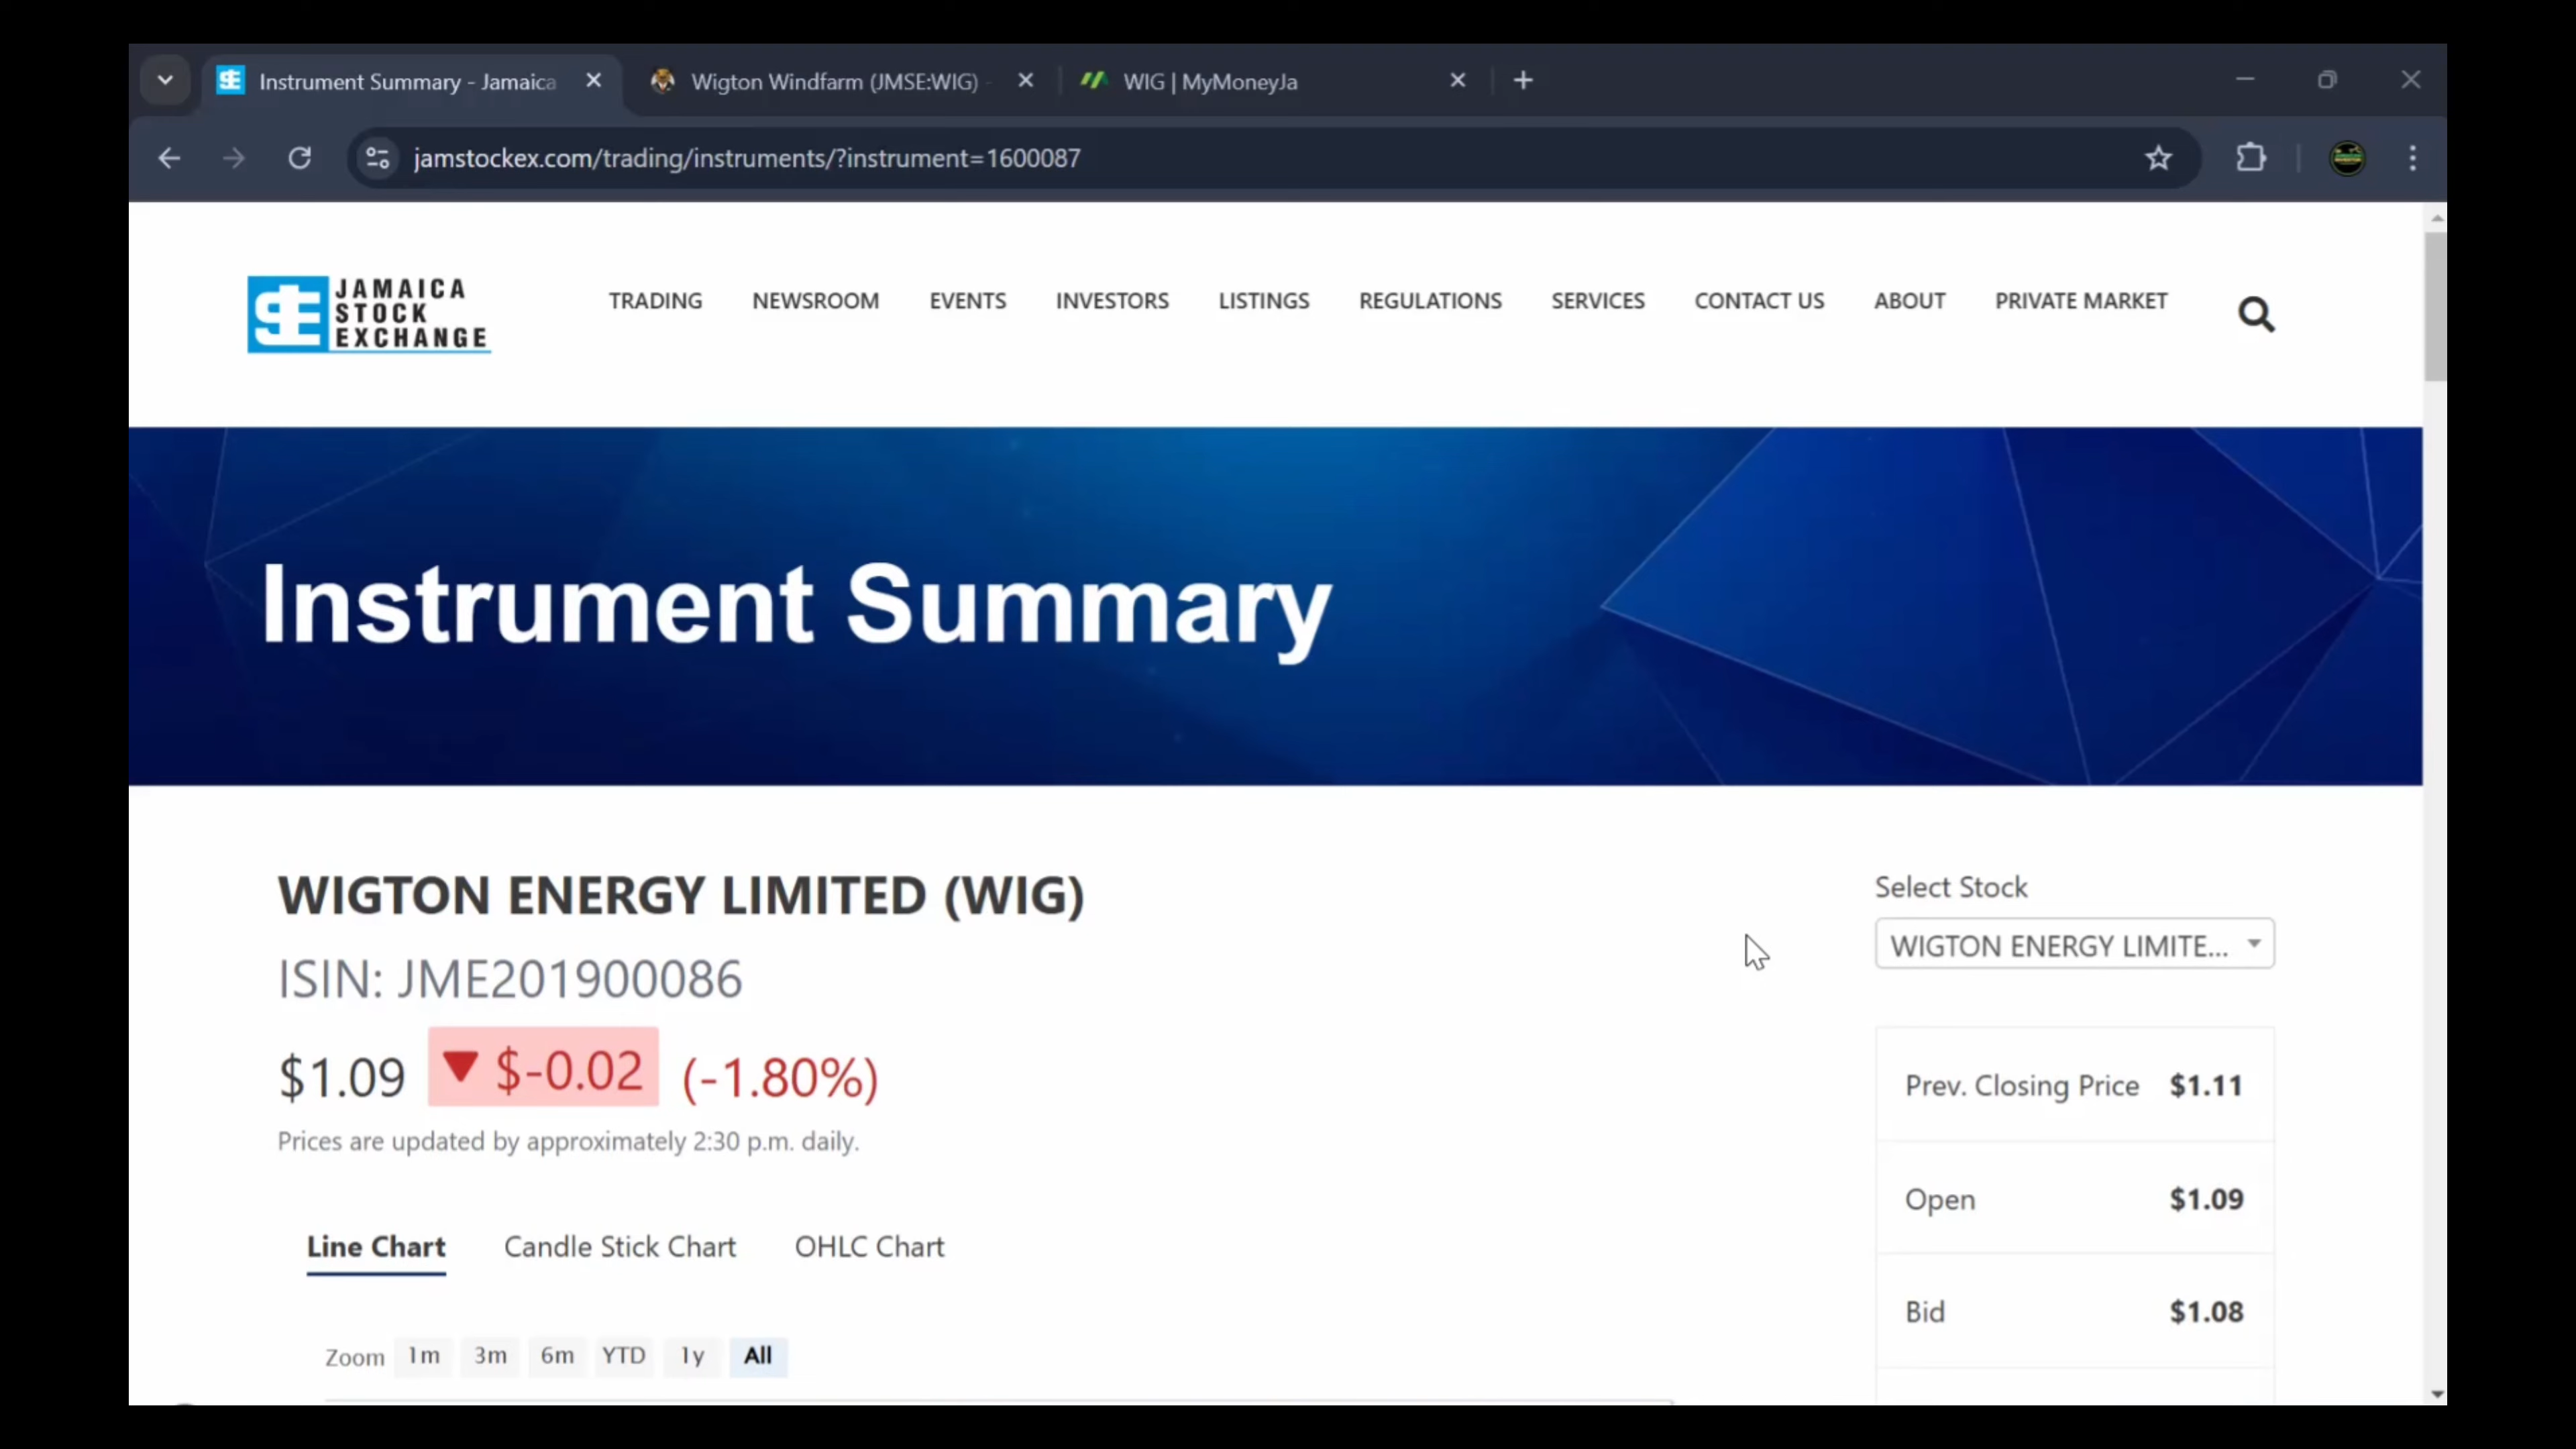 Instrument Summary - Jamaica
Wigton Windfarm (JMSE:WIG) -
WIG | MyMoneyJa
jamstockex.com/trading/instruments/?instrument=1600087
JAMAICA
STOCK
EXCHANGE
TRADING NEWSROOM EVENTS INVESTORS LISTINGS REGULATIONS SERVICES CONTACT US ABOUT PRIVATE MARKET
Instrument Summary
WIGTON ENERGY LIMITED (WIG)
ISIN: JME201900086
$1.09 ▼ $-0.02 (-1.80%)
Prices are updated by approximately 2:30 p.m. daily.
Line Chart Candle Stick Chart OHLC Chart
Zoom 1m 3m 6m YTD 1y All
Select Stock
WIGTON ENERGY LIMITE...
Prev. Closing Price $1.11
Open $1.09
Bid $1.08